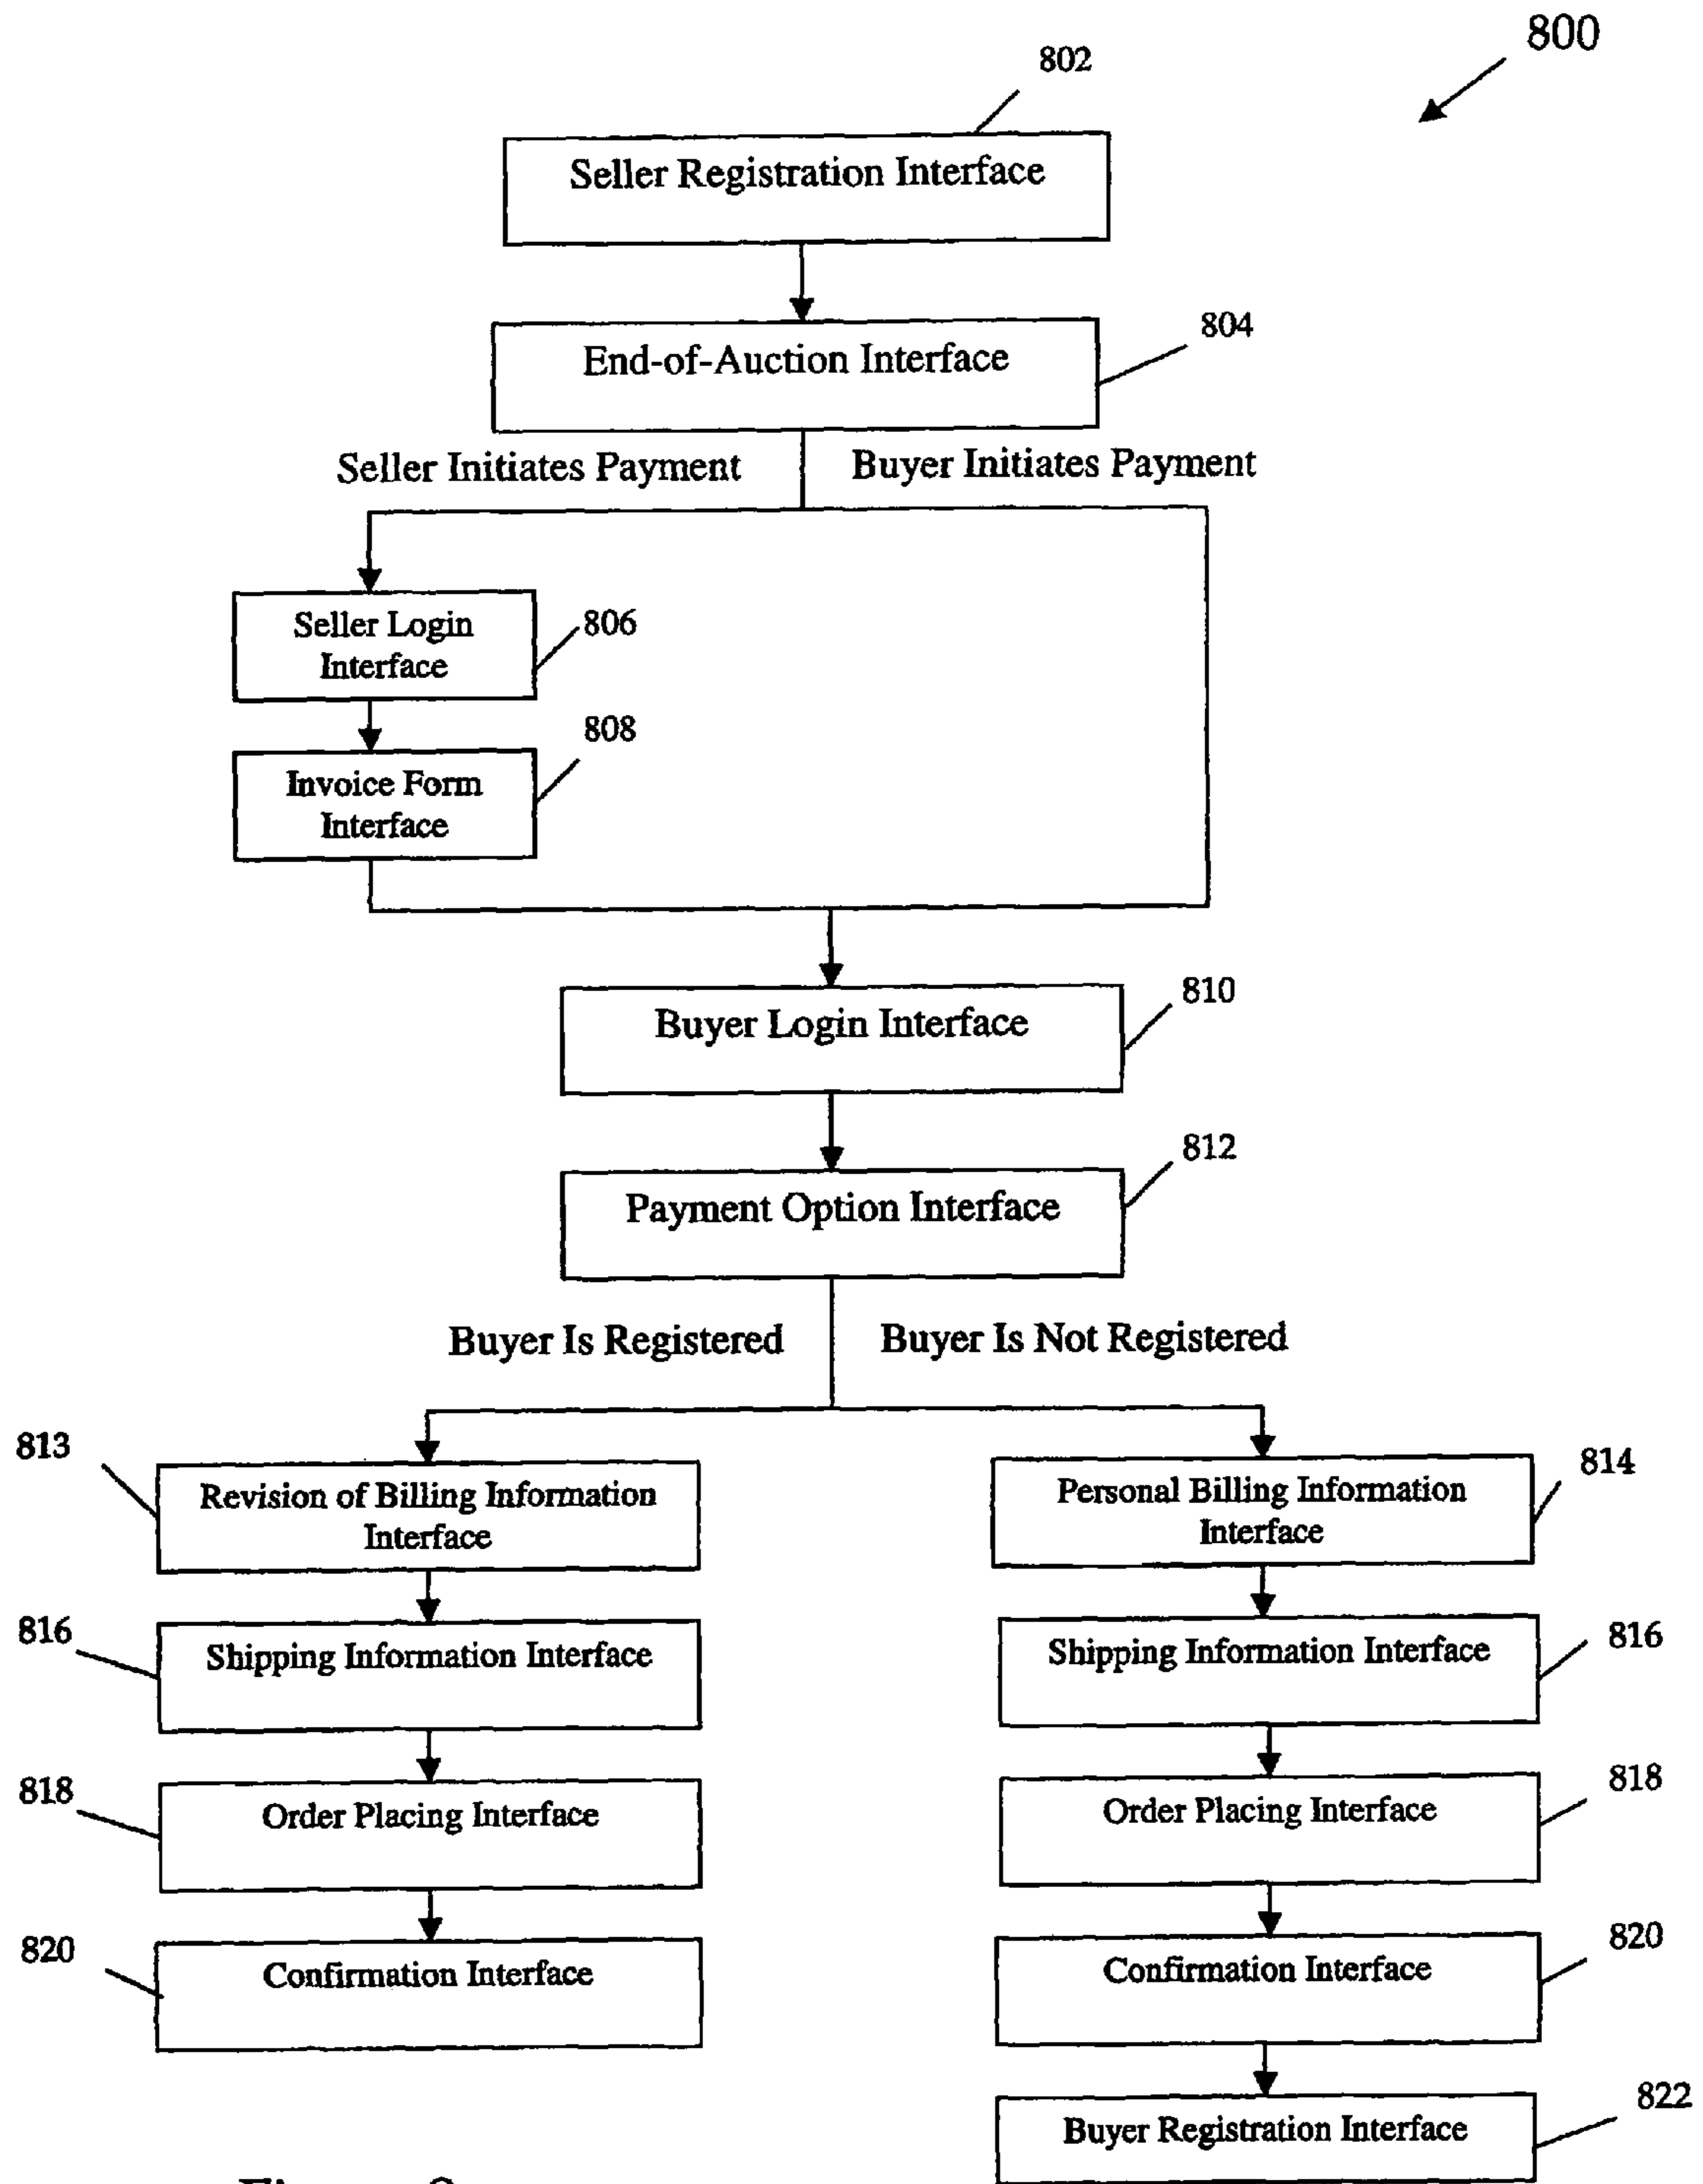 800
802
Seller Registration Interface
804
End-of-Auction Interface
Seller Initiates Payment
Buyer Initiates Payment
Seller Login
Interface
806
808
Invoice Form
Interface
810
Buyer Login Interface
812
Payment Option Interface
Buyer Is Registered
Buyer Is Not Registered
813
Revision of Billing Information
Interface
814
Personal Billing Information
Interface
816
Shipping Information Interface
816
Shipping Information Interface
818
Order Placing Interface
818
Order Placing Interface
820
Confirmation Interface
820
Confirmation Interface
822
Buyer Registration Interface